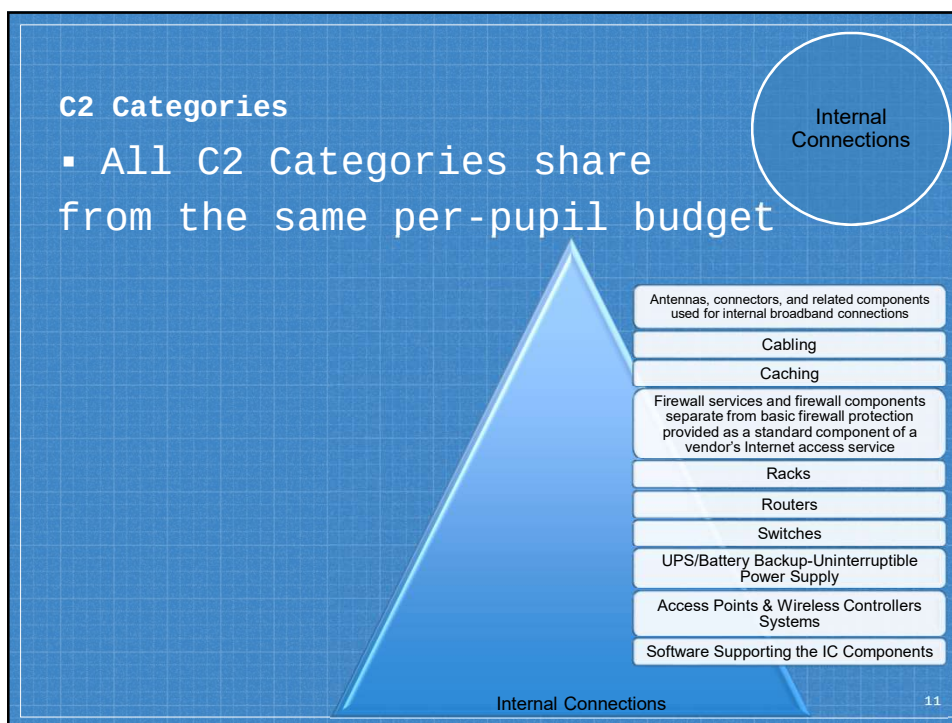 C2 Categories
▪ All C2 Categories share
from the same per-pupil budget
Internal
Connections
Antennas, connectors, and related components
used for internal broadband connections
Cabling
Caching
Firewall services and firewall components
separate from basic firewall protection
provided as a standard component of a
vendor's Internet access service
Racks
Routers
Switches
UPS/Battery Backup-Uninterruptible
Power Supply
Access Points & Wireless Controllers
Systems
Software Supporting the IC Components
Internal Connections
11